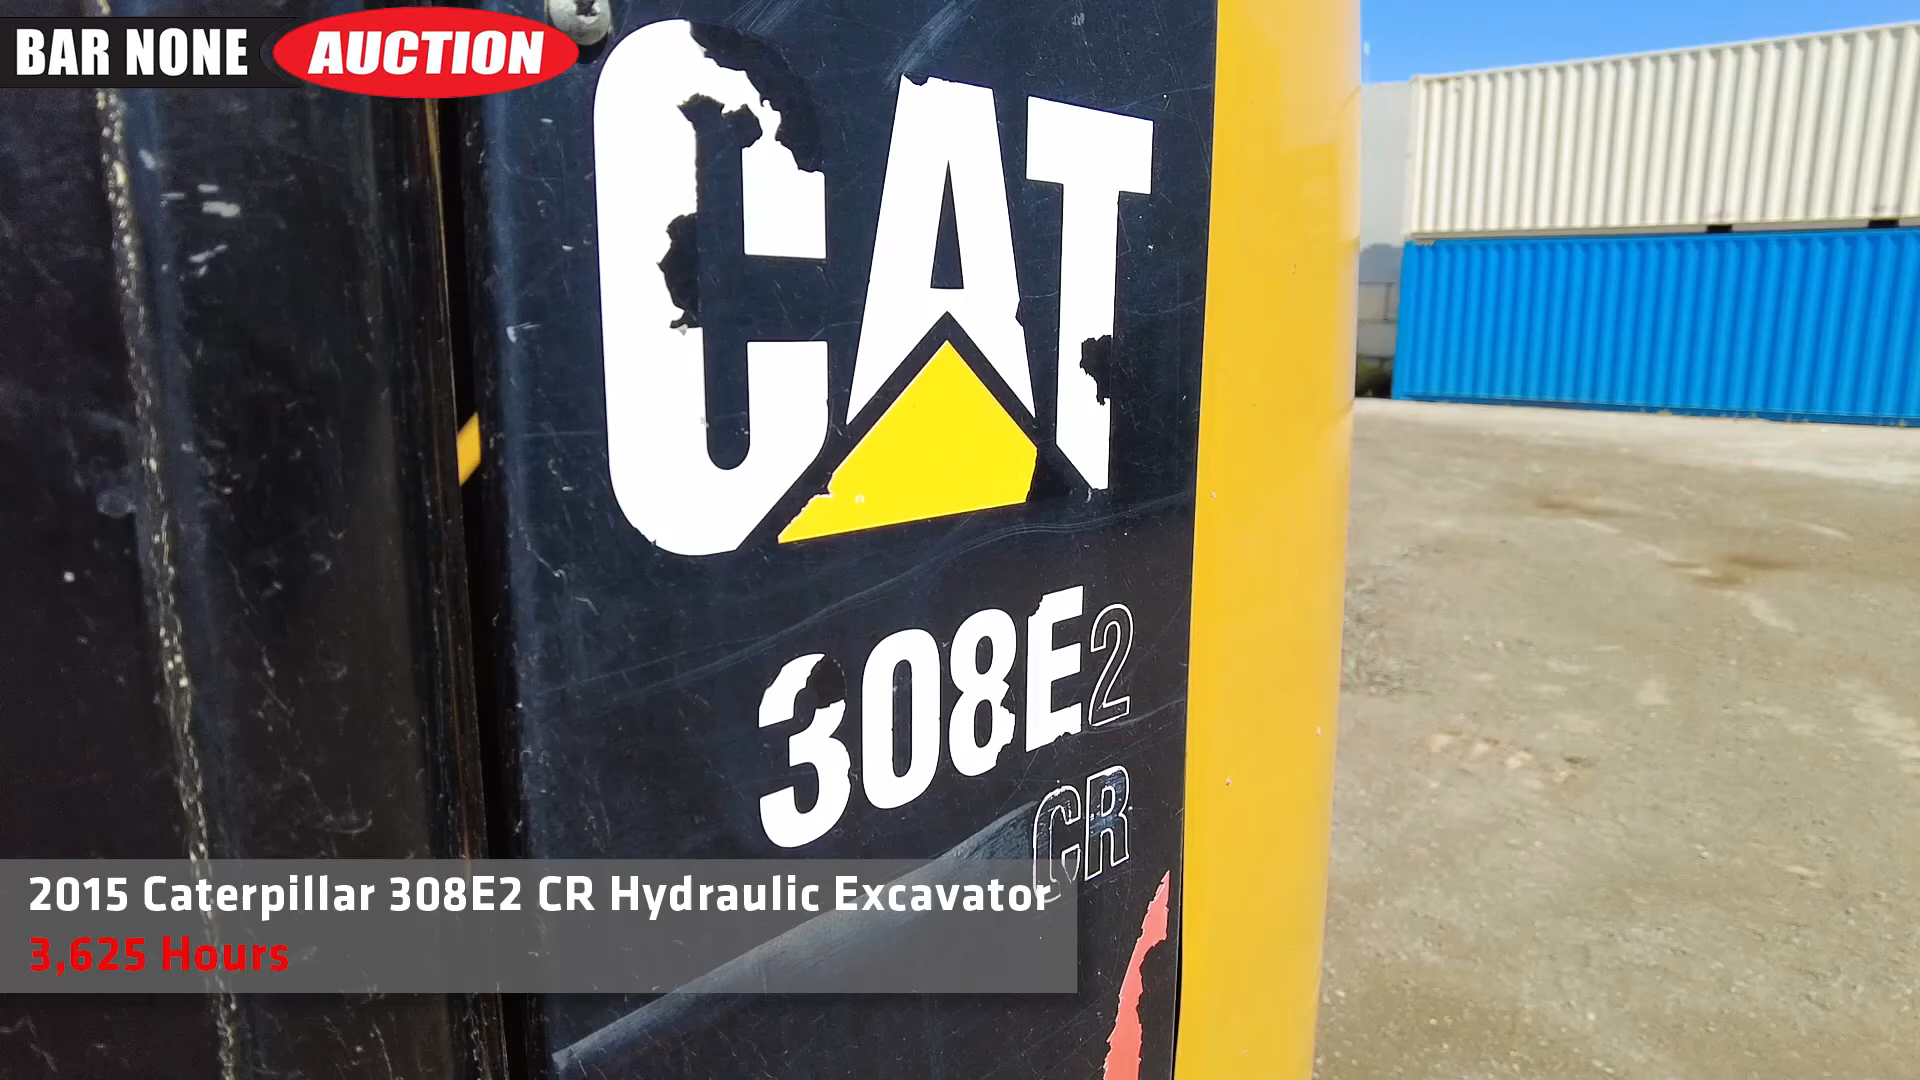 BAR NONE AUCTION
CAT
308E2
CR
2015 Caterpillar 308E2 CR Hydraulic Excavator
3,625 Hours